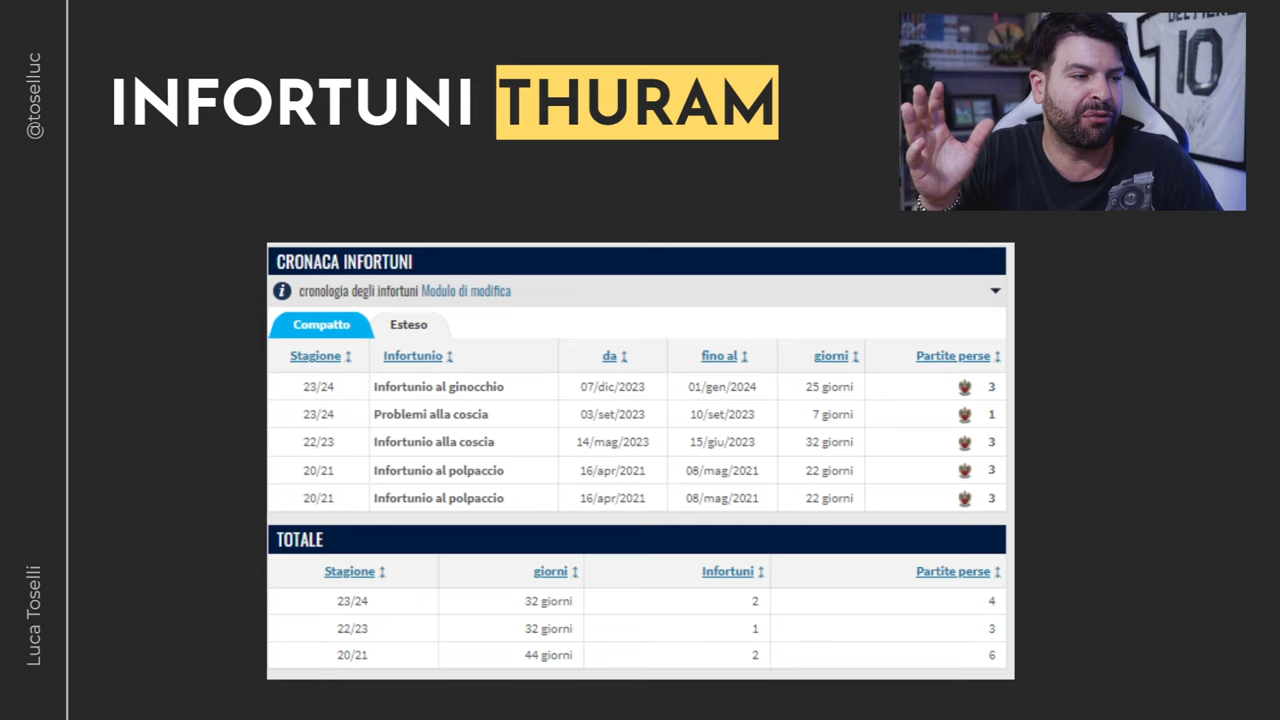 @toselluc
Luca Toselli
INFORTUNI THURAM
10
CRONACA INFORTUNI
i cronologia degli infortuni Modulo di modifica
Compatto Esteso
Stagione Infortunio da fino al giorni Partite perse
23/24 Infortunio al ginocchio 07/dic/2023 01/gen/2024 25 giorni 3
23/24 Problemi alla coscia 03/set/2023 10/set/2023 7 giorni 1
22/23 Infortunio alla coscia 14/mag/2023 15/giu/2023 32 giorni 3
20/21 Infortunio al polpaccio 16/apr/2021 08/mag/2021 22 giorni 3
20/21 Infortunio al polpaccio 16/apr/2021 08/mag/2021 22 giorni 3
TOTALE
Stagione giorni Infortuni Partite perse
23/24 32 giorni 2 4
22/23 32 giorni 1 3
20/21 44 giorni 2 6